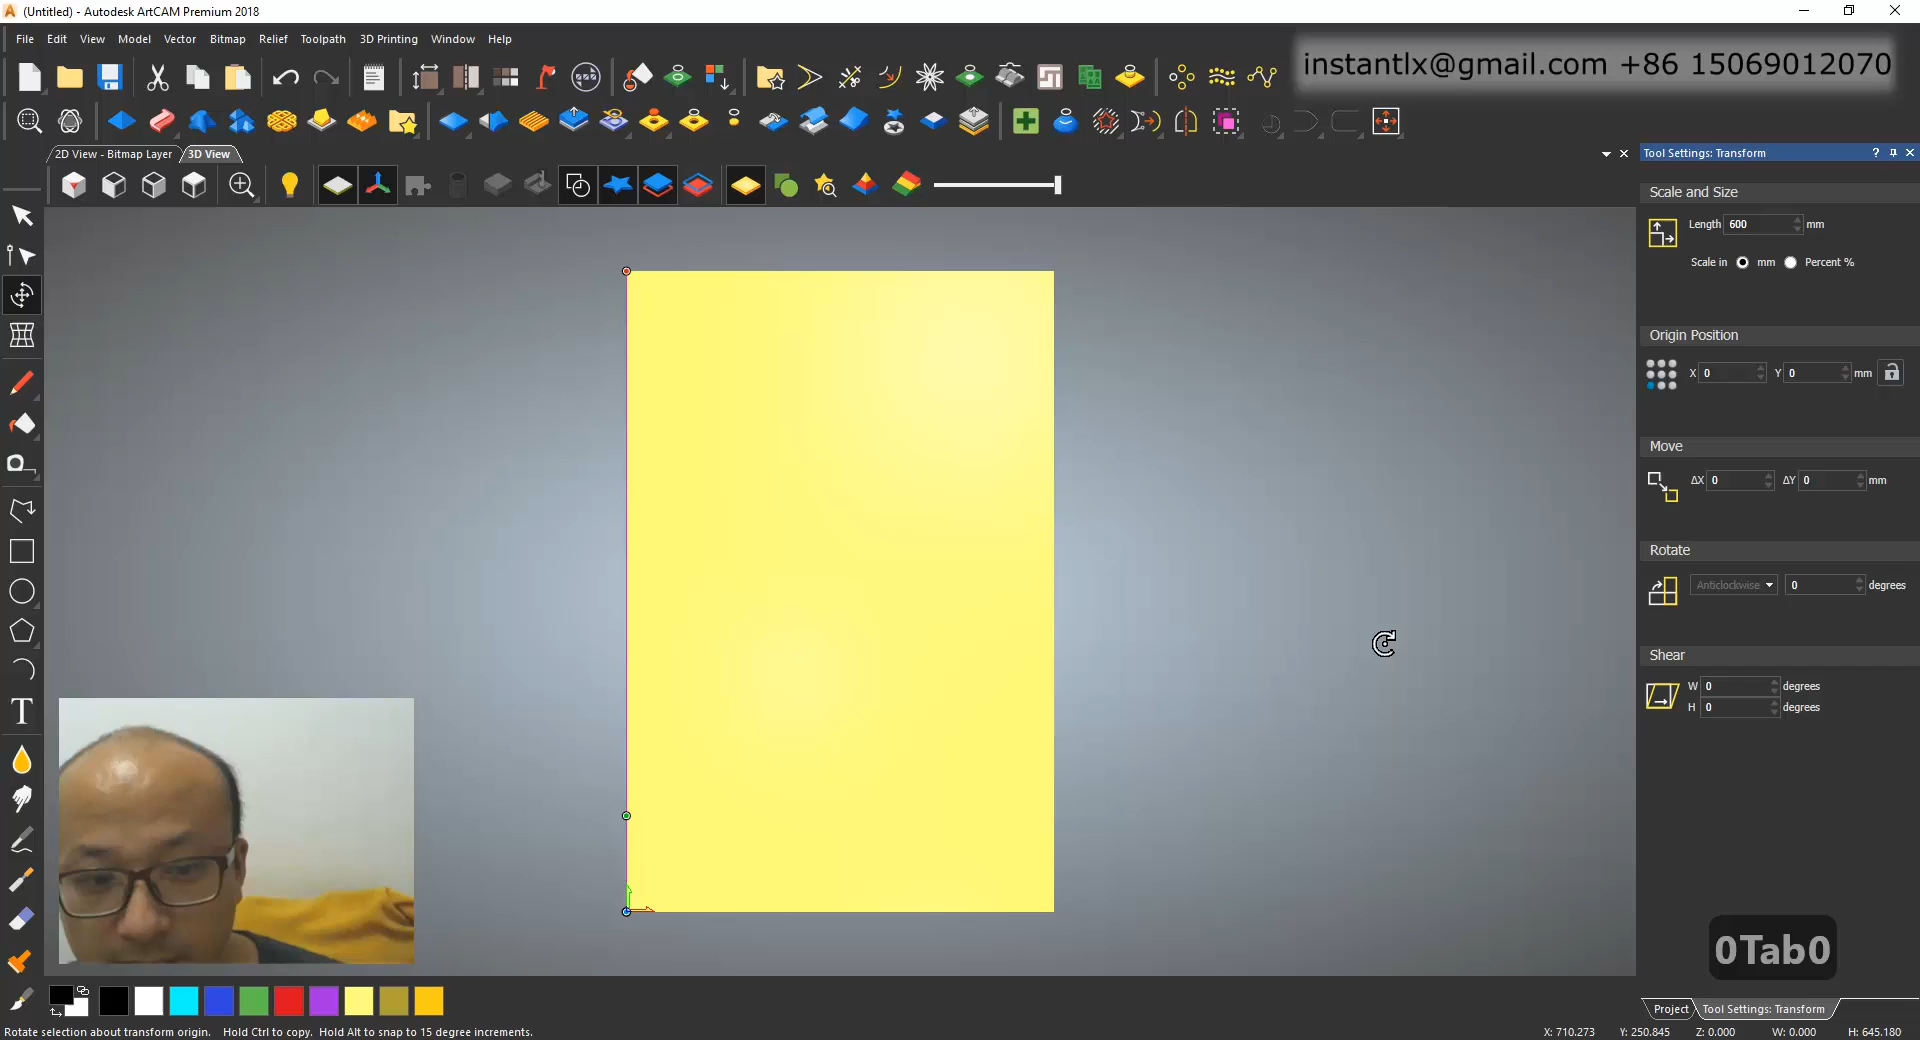 (Untitled) - Autodesk ArtCAM Premium 2018
File Edit View Model Vector Bitmap Relief Toolpath 3D Printing Window Help
instantlx@gmail.com +86 15069012070
2D View - Bitmap Layer 3D View
Tool Settings: Transform
Scale and Size
Length 600 mm
Scale in mm Percent %
Origin Position
X 0 Y 0 mm
Move
ΔX 0 ΔY 0 mm
Rotate
Anticlockwise 0 degrees
Shear
W 0 degrees
H 0 degrees
T
0Tab0
Project Tool Settings: Transform
Rotate selection about transform origin. Hold Ctrl to copy. Hold Alt to snap to 15 degree increments.
X: 710.273 Y: 250.845 Z: 0.000 W: 0.000 H: 645.180